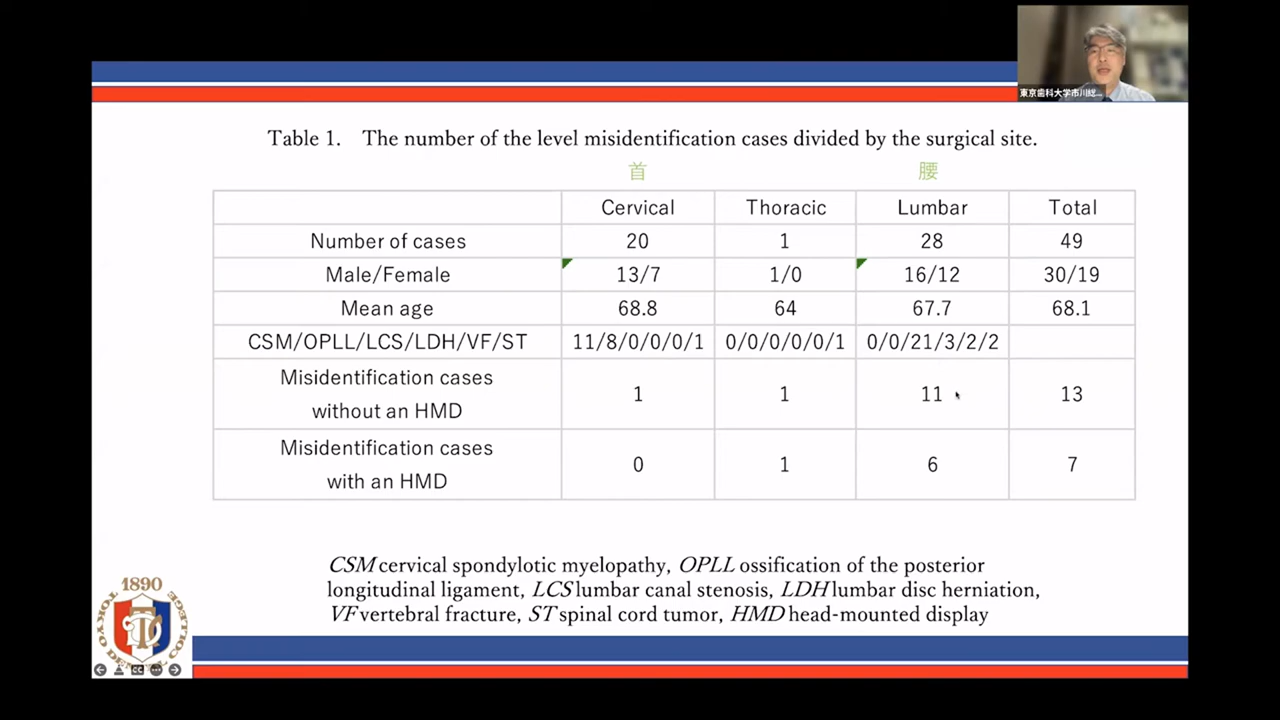 東京歯科大学市川総...
Table 1. The number of the level misidentification cases divided by the surgical site.
首 腰
Cervical Thoracic Lumbar Total
Number of cases 20 1 28 49
Male/Female 13/7 1/0 16/12 30/19
Mean age 68.8 64 67.7 68.1
CSM/OPLL/LCS/LDH/VF/ST 11/8/0/0/0/1 0/0/0/0/0/1 0/0/21/3/2/2
Misidentification cases
without an HMD 1 1 11 13
Misidentification cases
with an HMD 0 1 6 7
CSM cervical spondylotic myelopathy, OPLL ossification of the posterior
longitudinal ligament, LCS lumbar canal stenosis, LDH lumbar disc herniation,
VF vertebral fracture, ST spinal cord tumor, HMD head-mounted display
1890
TOKYO DENTAL COLLEGE